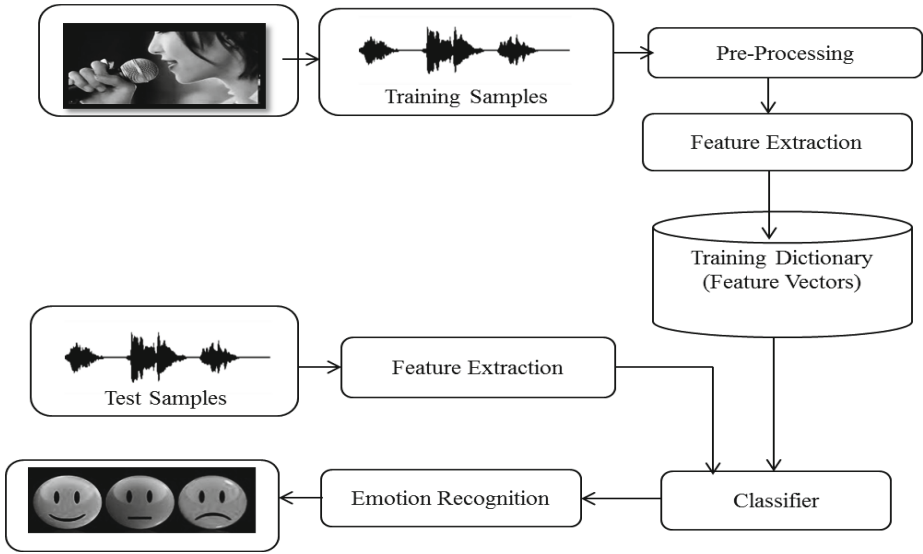 Training Samples
Pre-Processing
Feature Extraction
Training Dictionary
(Feature Vectors)
Test Samples
Feature Extraction
Emotion Recognition
Classifier